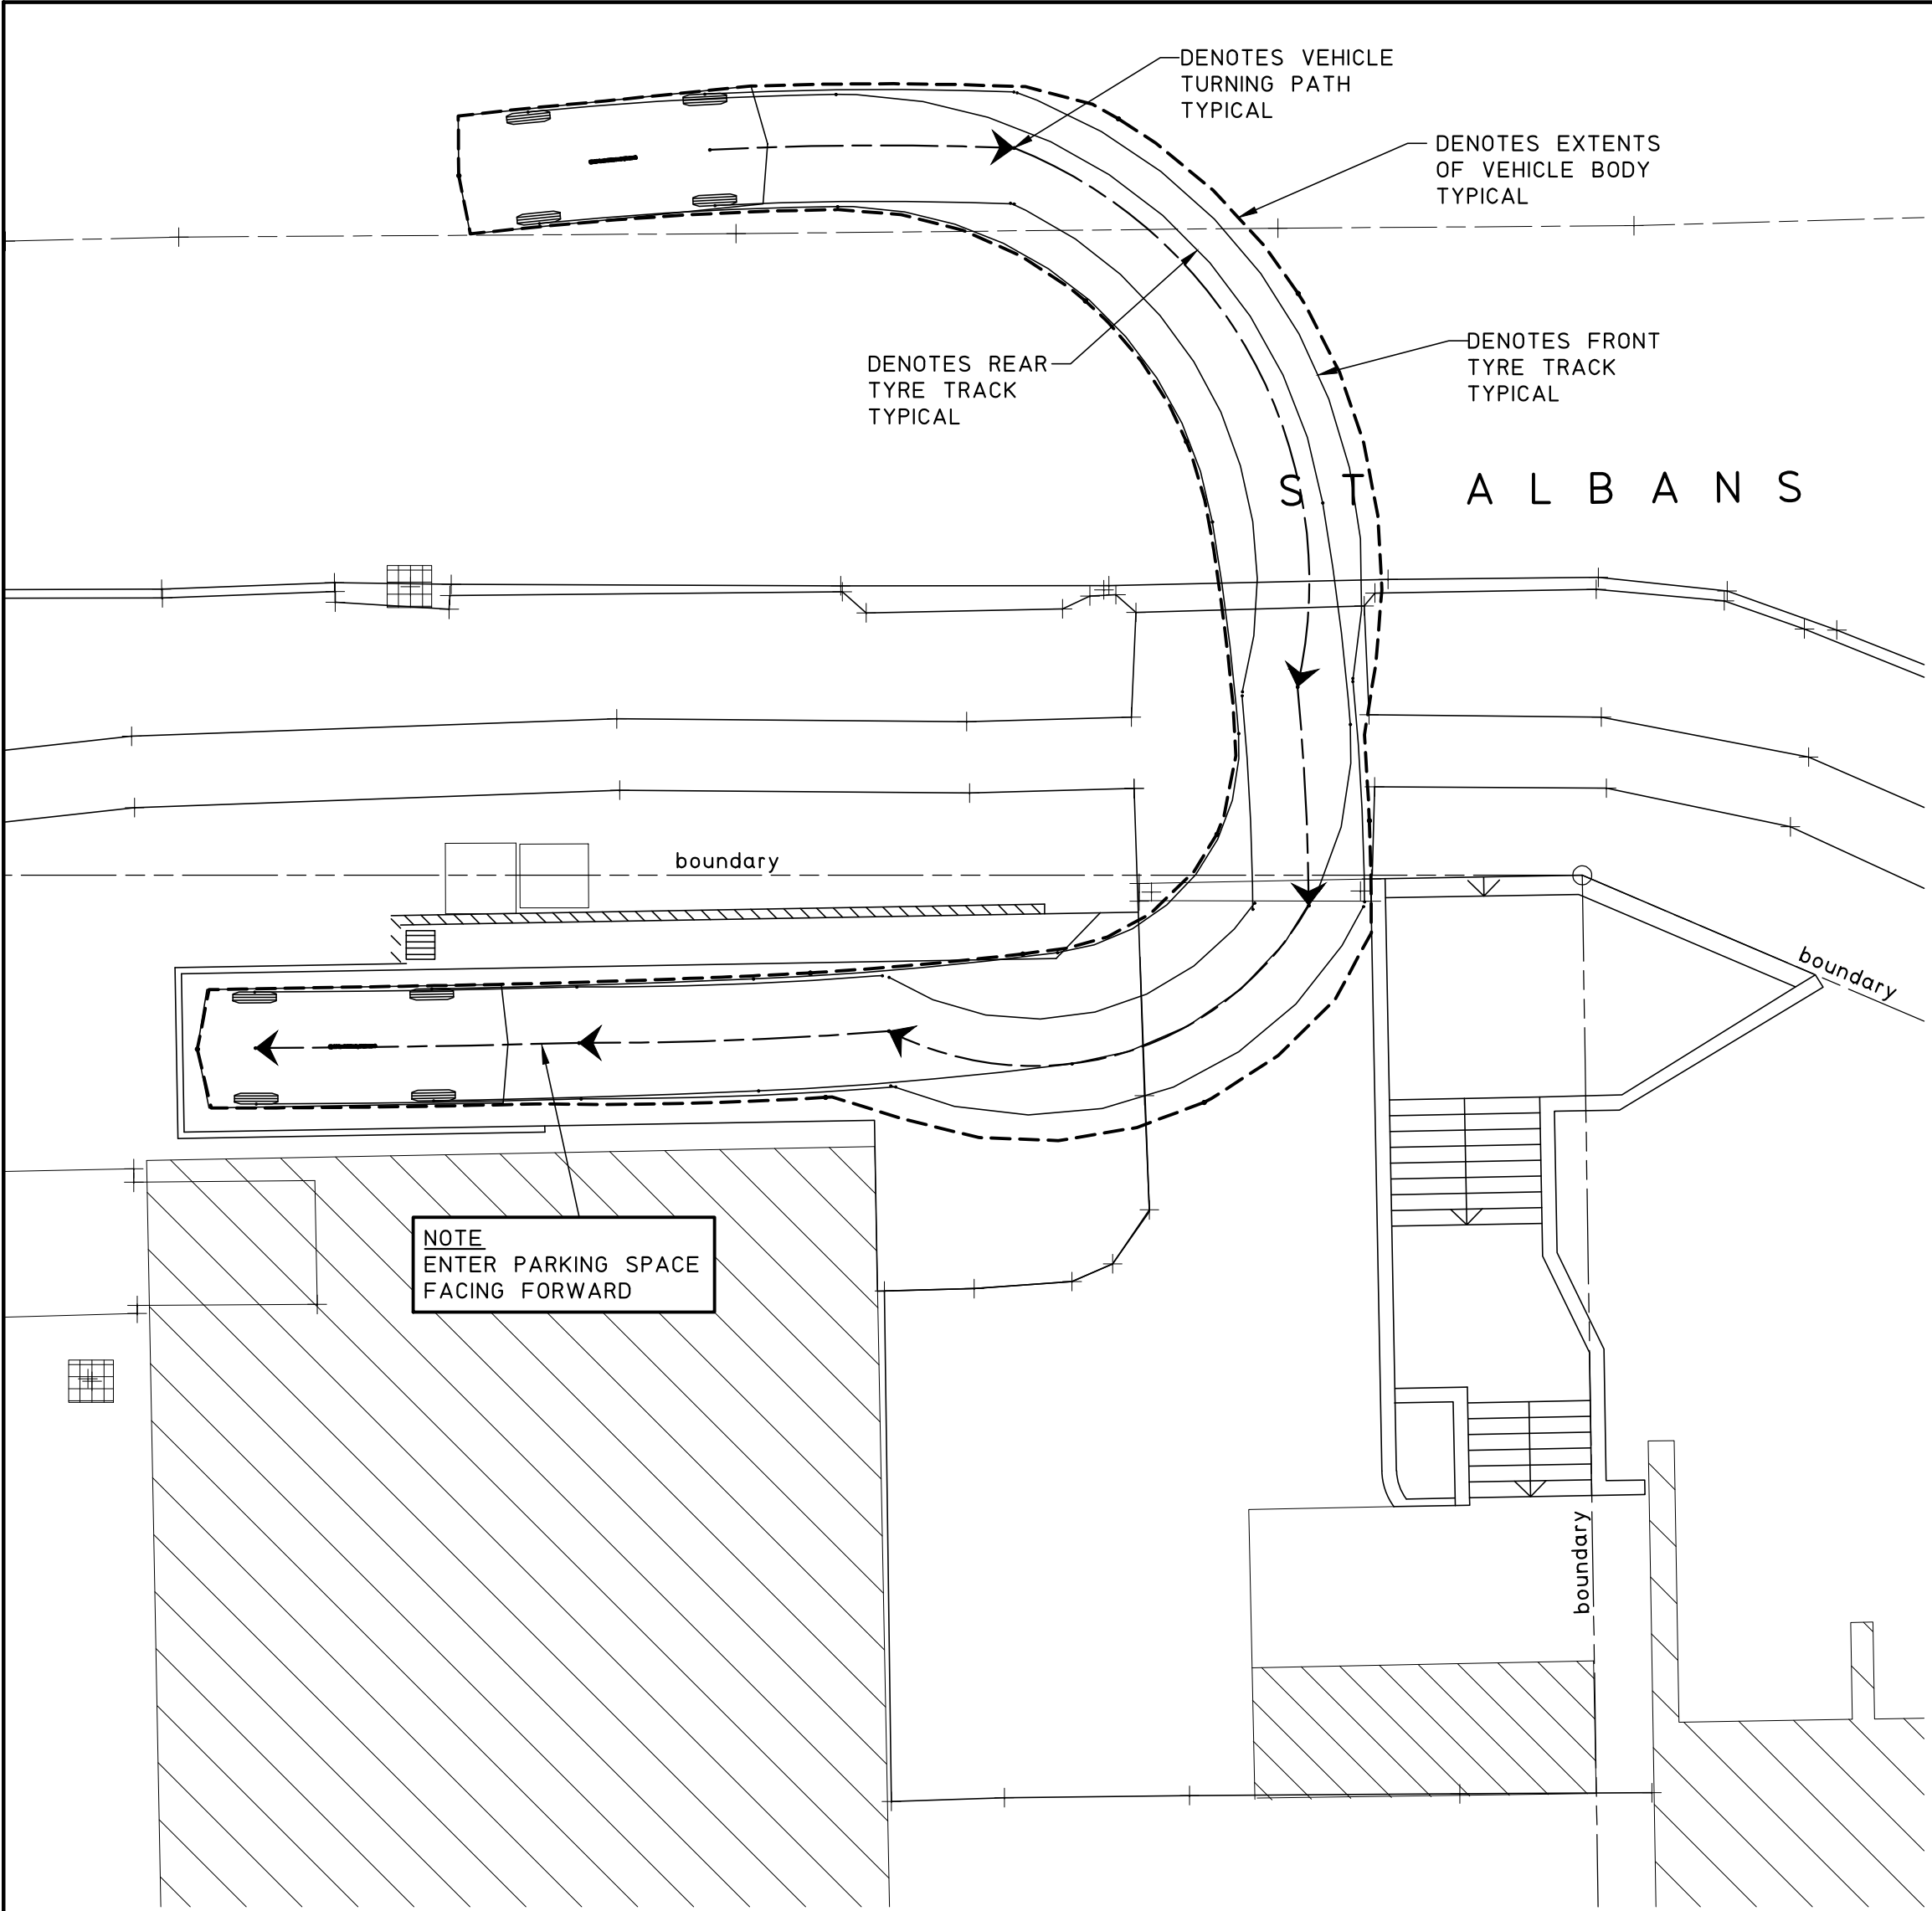 DENOTES VEHICLE
TURNING PATH
TYPICAL
DENOTES EXTENTS
OF VEHICLE BODY
TYPICAL
DENOTES FRONT
TYRE TRACK
TYPICAL
DENOTES REAR
TYRE TRACK
TYPICAL
ST ALBANS
boundary
boundary
NOTE
ENTER PARKING SPACE
FACING FORWARD
boundary